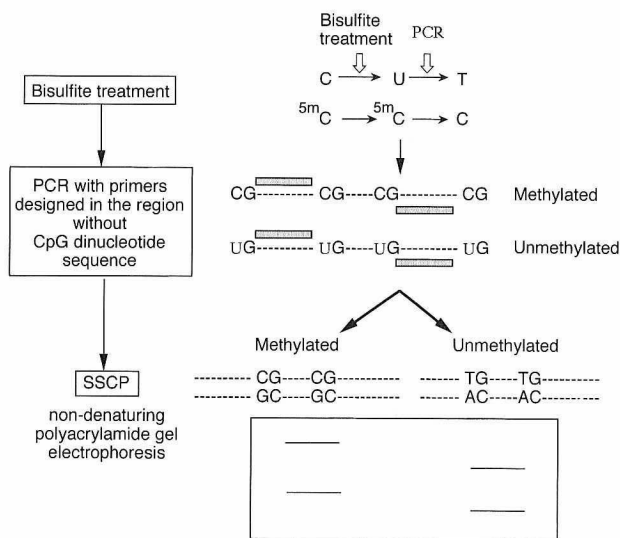 Bisulfite
treatment
PCR
C U T
5mC 5mC C
Bisulfite treatment
PCR with primers
designed in the region
without
CpG dinucleotide
sequence
CG-------CG----CG--------CG Methylated
UG-------UG----UG--------UG Unmethylated
Methylated Unmethylated
-------CG----CG--------- -------TG----TG-------
-------GC----GC--------- -------AC----AC-------
SSCP
non-denaturing
polyacrylamide gel
electrophoresis